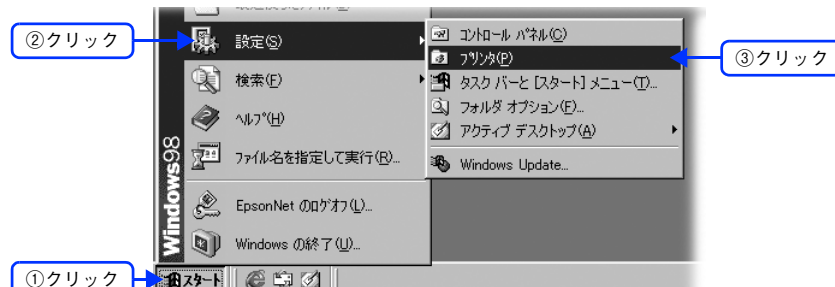 ②クリック
設定(S)
検索(F)
ヘルプ(H)
ファイル名を指定して実行(R)...
EpsonNet のログオフ(L)...
Windows の終了(U)...
Windows98
①クリック
スタート
コントロール パネル(C)
プリンタ(P)
タスク バーと [スタート] メニュー(T)...
フォルダ オプション(F)...
アクティブ デスクトップ(A)
Windows Update...
③クリック